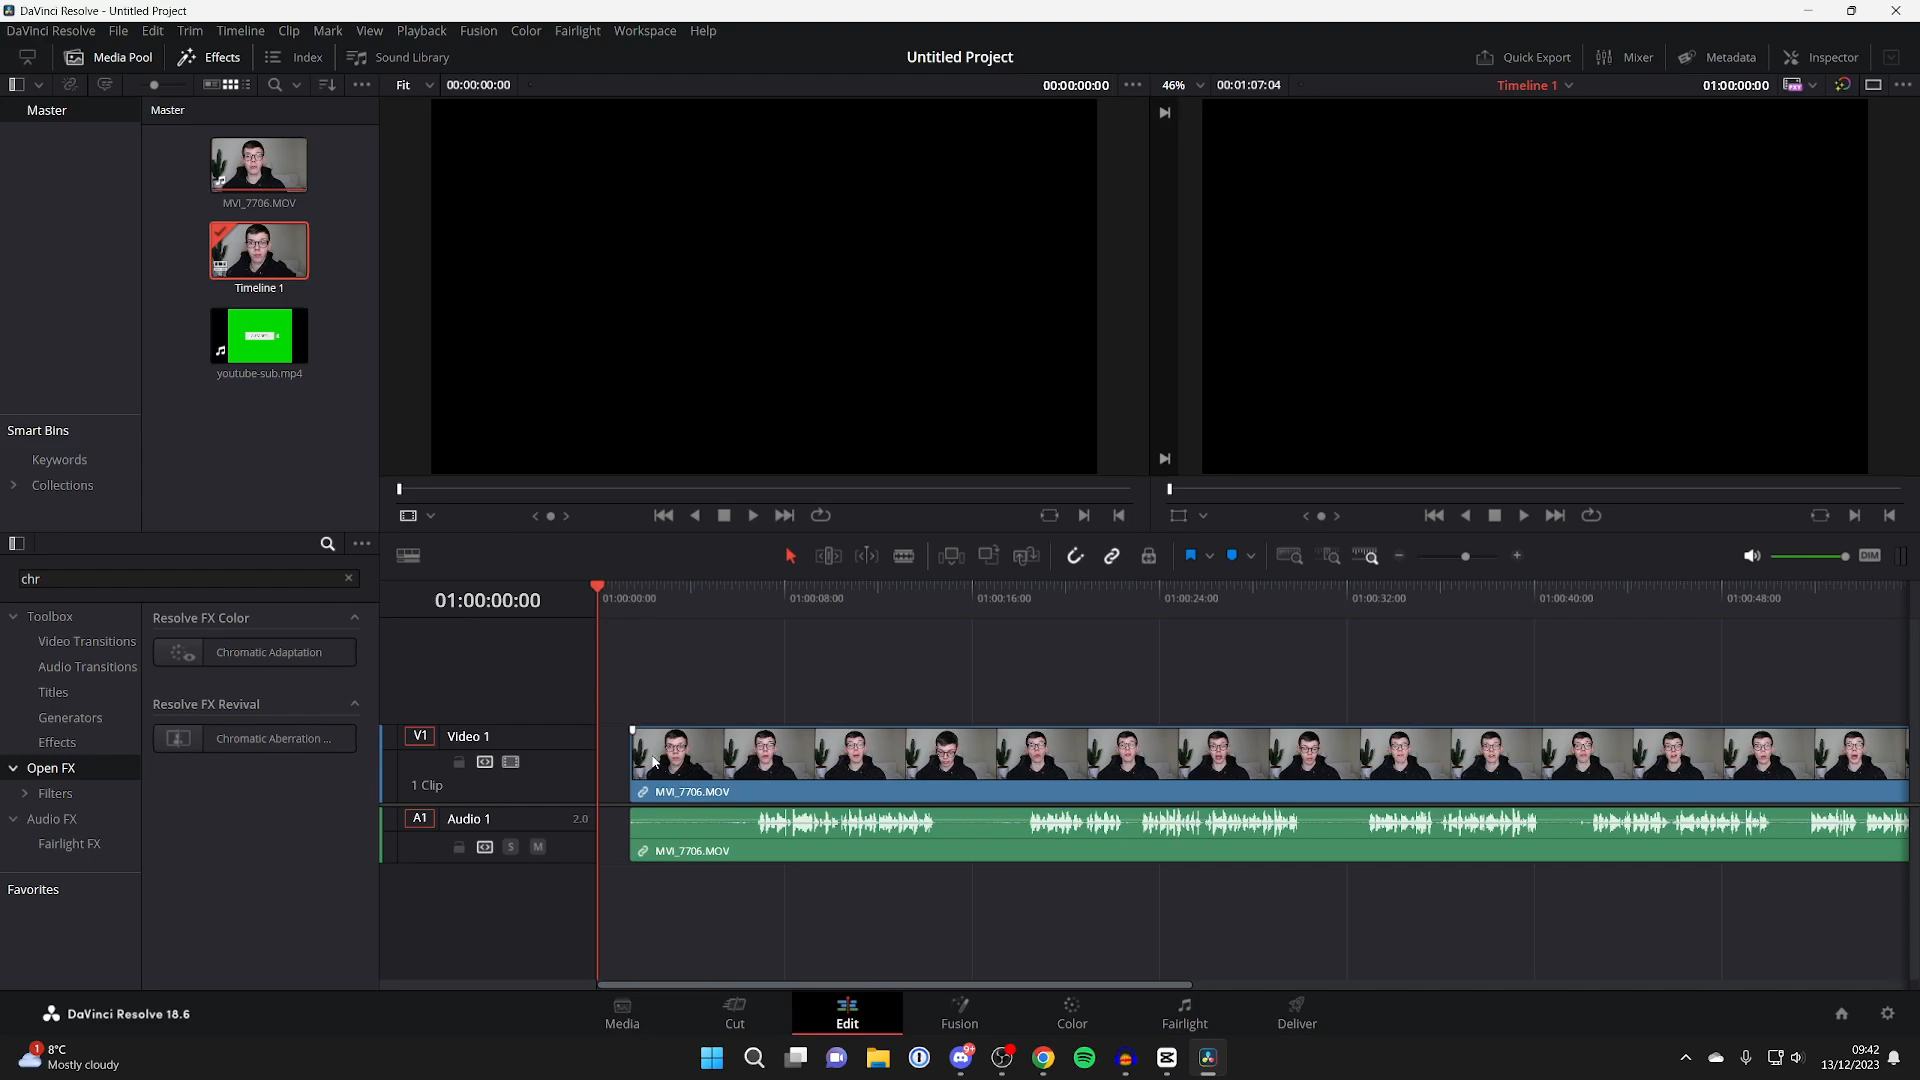 DaVinci Resolve - Untitled Project
DaVinci Resolve File Edit Trim Timeline Clip Mark View Playback Fusion Color Fairlight Workspace Help
Media Pool Effects Index Sound Library Untitled Project Quick Export Mixer Metadata Inspector
Fit 00:00:00:00 00:00:00:00 46% 00:01:07:04 Timeline 1 01:00:00:00
Master Master
MVI_7706.MOV
Timeline 1
youtube-sub.mp4
Smart Bins
Keywords
Collections
chr
DIM
01:00:00:00
01:00:00:00 01:00:08:00 01:00:16:00 01:00:24:00 01:00:32:00 01:00:40:00 01:00:48:00
Toolbox
Video Transitions
Audio Transitions
Titles
Generators
Effects
Open FX
Filters
Audio FX
Fairlight FX
Favorites
Resolve FX Color
Chromatic Adaptation
Resolve FX Revival
Chromatic Aberration ...
V1 Video 1
1 Clip
MVI_7706.MOV
A1 Audio 1 2.0
S M
MVI_7706.MOV
DaVinci Resolve 18.6
Media Cut Edit Fusion Color Fairlight Deliver
1 8°C
Mostly cloudy
9+
09:42
13/12/2023